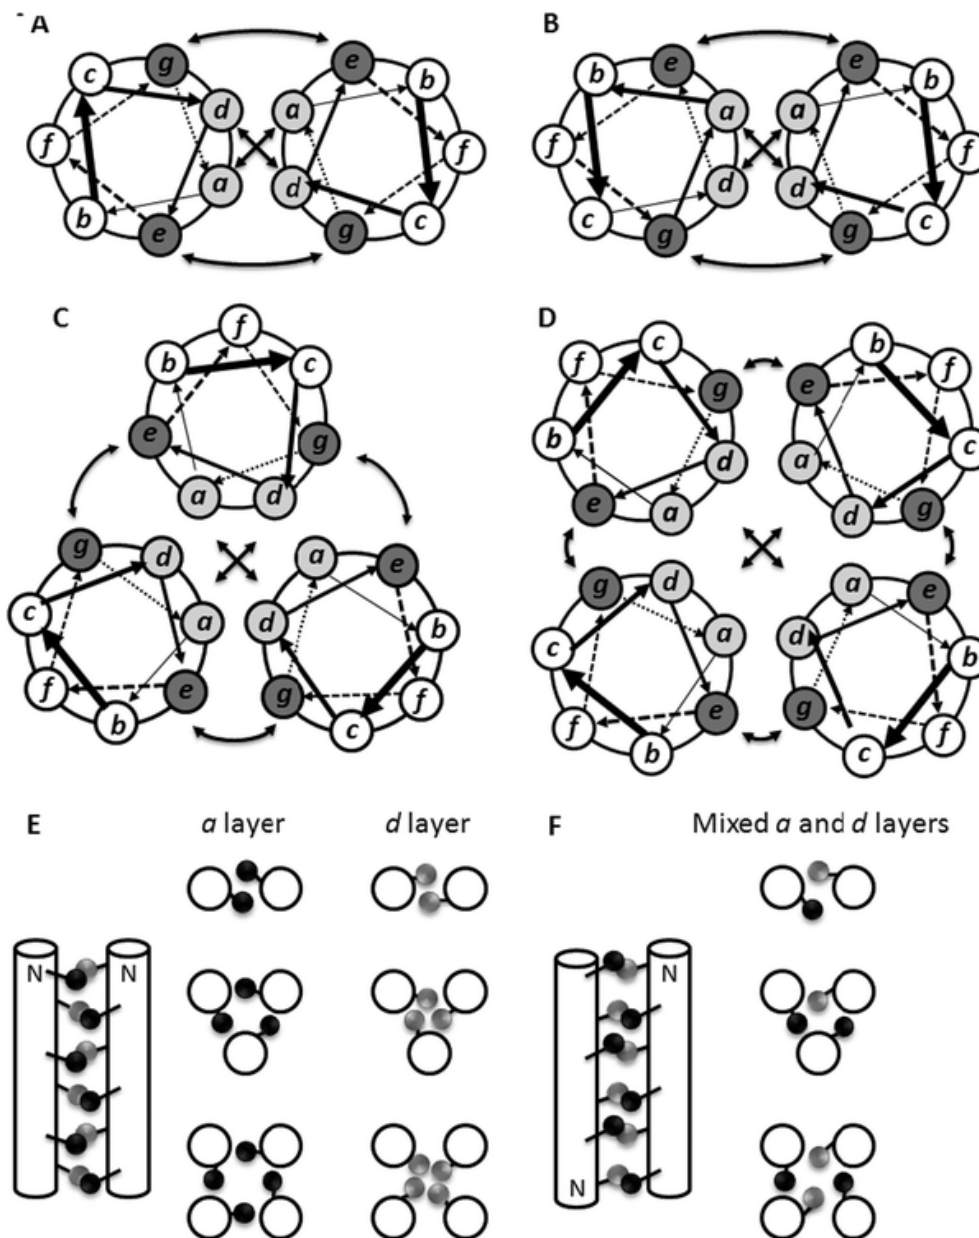 A B
g e e e
c d a b b a a b
f f f f
b a d c c d d c
e g g g
C D
f c b
b c f g e f
e g b d a c
a d e a d g
g d a e g d a e
c a d b c a d b
f e g f f e g f
b c b c
E a layer d layer F Mixed a and d layers
N N N
N